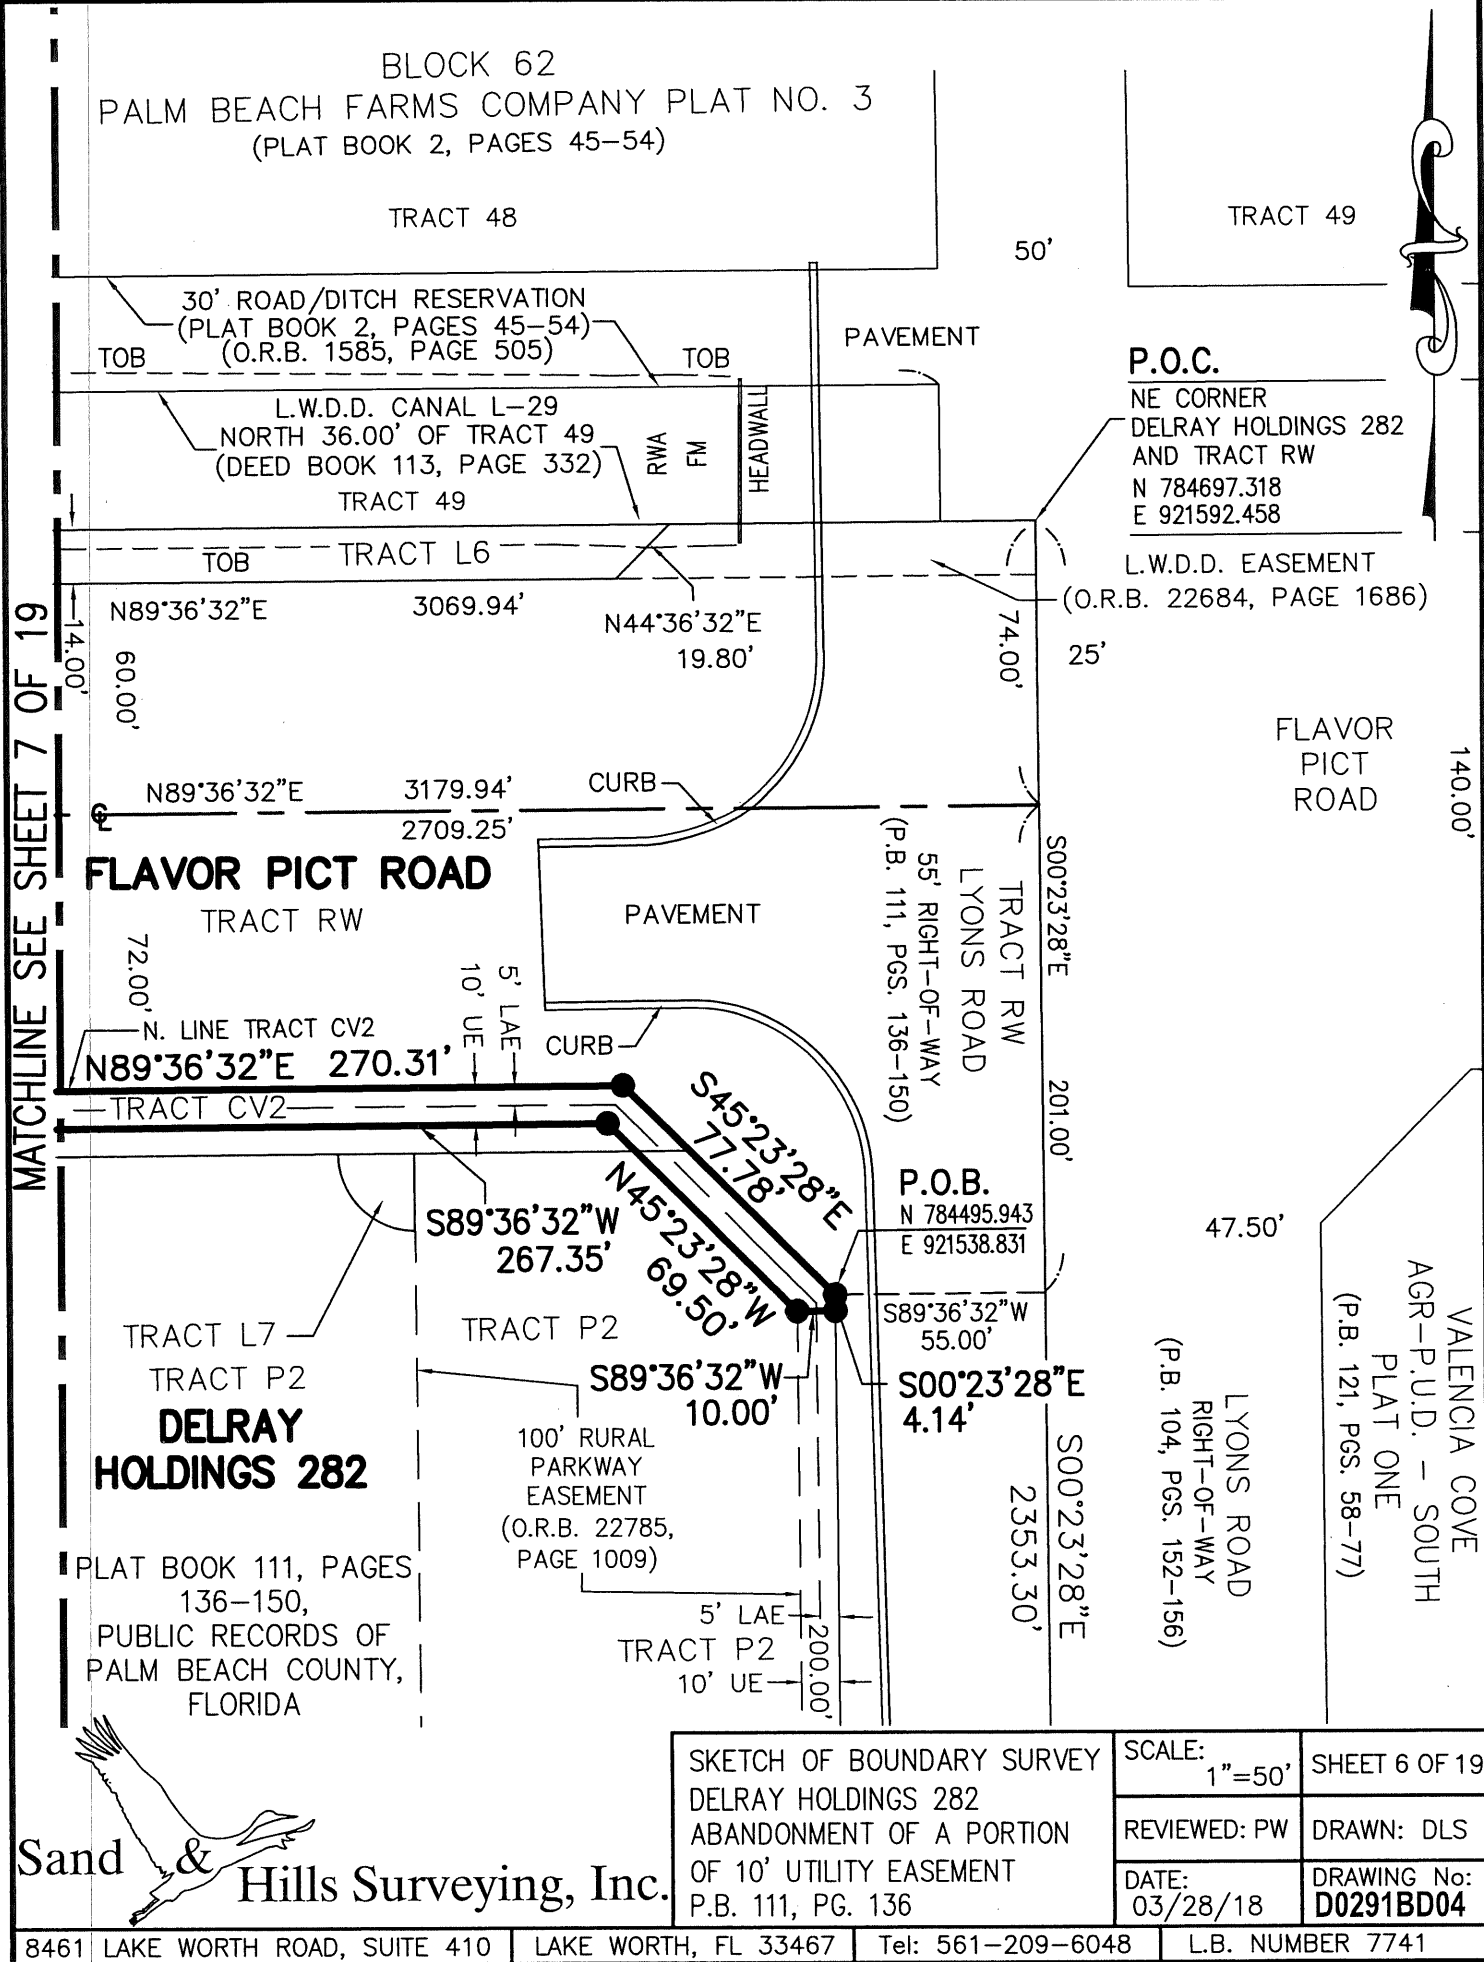 BLOCK 62
PALM BEACH FARMS COMPANY PLAT NO. 3
(PLAT BOOK 2, PAGES 45-54)
TRACT 48
TRACT 49
50'
30' ROAD/DITCH RESERVATION
(PLAT BOOK 2, PAGES 45-54)
(O.R.B. 1585, PAGE 505)
TOB
TOB
PAVEMENT
P.O.C.
NE CORNER
DELRAY HOLDINGS 282
AND TRACT RW
N 784697.318
E 921592.458
L.W.D.D. CANAL L-29
NORTH 36.00' OF TRACT 49
(DEED BOOK 113, PAGE 332)
TRACT 49
RWA
FM
HEADWALL
TOB
TRACT L6
L.W.D.D. EASEMENT
(O.R.B. 22684, PAGE 1686)
N89°36'32"E 3069.94'
N44°36'32"E
19.80'
14.00'
60.00'
74.00'
25'
MATCHLINE SEE SHEET 7 OF 19
FLAVOR
PICT
ROAD
140.00'
N89°36'32"E 3179.94'
2709.25'
CURB
℄
FLAVOR PICT ROAD
TRACT RW
72.00'
PAVEMENT
TRACT RW
LYONS ROAD
55' RIGHT-OF-WAY
(P.B. 111, PGS. 136-150)
S00°23'28"E
201.00'
5' LAE
10' UE
N. LINE TRACT CV2
N89°36'32"E 270.31'
CURB
TRACT CV2
S45°23'28"E
77.78'
N45°23'28"W
69.50'
S89°36'32"W
267.35'
P.O.B.
N 784495.943
E 921538.831
47.50'
S89°36'32"W
55.00'
TRACT L7
TRACT P2
TRACT P2
S89°36'32"W
10.00'
S00°23'28"E
4.14'
DELRAY
HOLDINGS 282
100' RURAL
PARKWAY
EASEMENT
(O.R.B. 22785,
PAGE 1009)
S00°23'28"E
2353.30'
LYONS ROAD
RIGHT-OF-WAY
(P.B. 104, PGS. 152-156)
VALENCIA COVE
AGR-P.U.D. - SOUTH
PLAT ONE
(P.B. 121, PGS. 58-77)
PLAT BOOK 111, PAGES
136-150,
PUBLIC RECORDS OF
PALM BEACH COUNTY,
FLORIDA
5' LAE
TRACT P2
10' UE
200.00'
Sand & Hills Surveying, Inc.
SKETCH OF BOUNDARY SURVEY
DELRAY HOLDINGS 282
ABANDONMENT OF A PORTION
OF 10' UTILITY EASEMENT
P.B. 111, PG. 136
SCALE: 1"=50'
SHEET 6 OF 19
REVIEWED: PW
DRAWN: DLS
DATE: 03/28/18
DRAWING No:
D0291BD04
8461 LAKE WORTH ROAD, SUITE 410
LAKE WORTH, FL 33467
Tel: 561-209-6048
L.B. NUMBER 7741